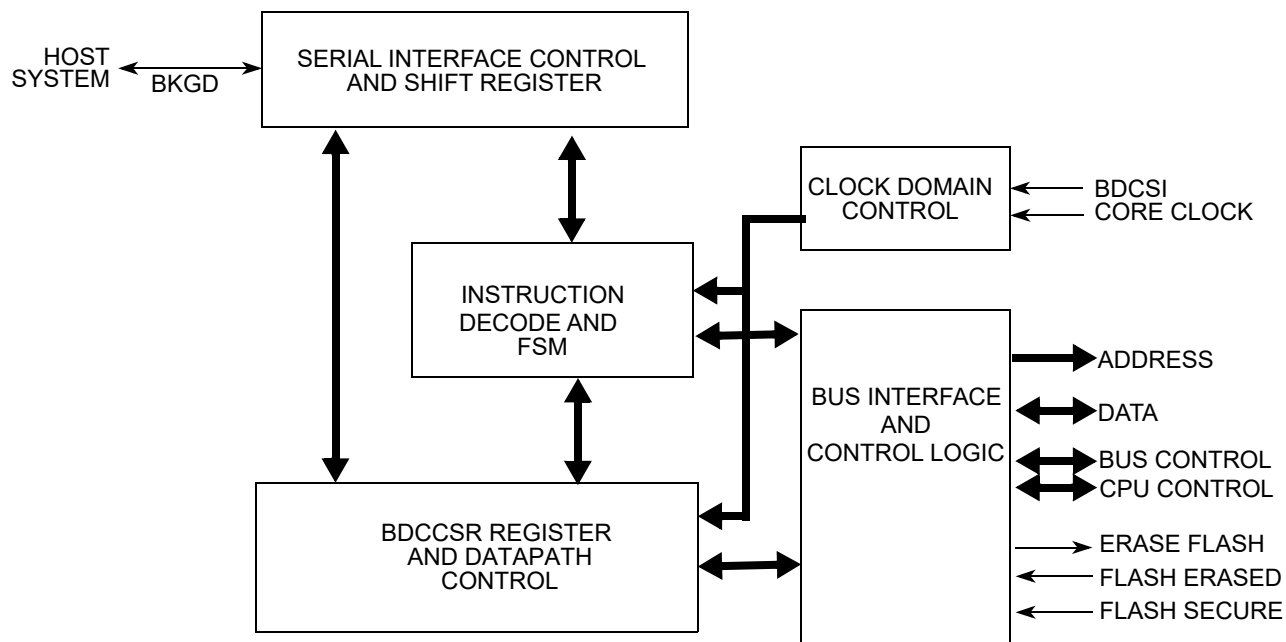 HOST
SYSTEM
BKGD
SERIAL INTERFACE CONTROL
AND SHIFT REGISTER
CLOCK DOMAIN
CONTROL
BDCSI
CORE CLOCK
INSTRUCTION
DECODE AND
FSM
BUS INTERFACE
AND
CONTROL LOGIC
ADDRESS
DATA
BUS CONTROL
CPU CONTROL
ERASE FLASH
FLASH ERASED
FLASH SECURE
BDCCSR REGISTER
AND DATAPATH
CONTROL